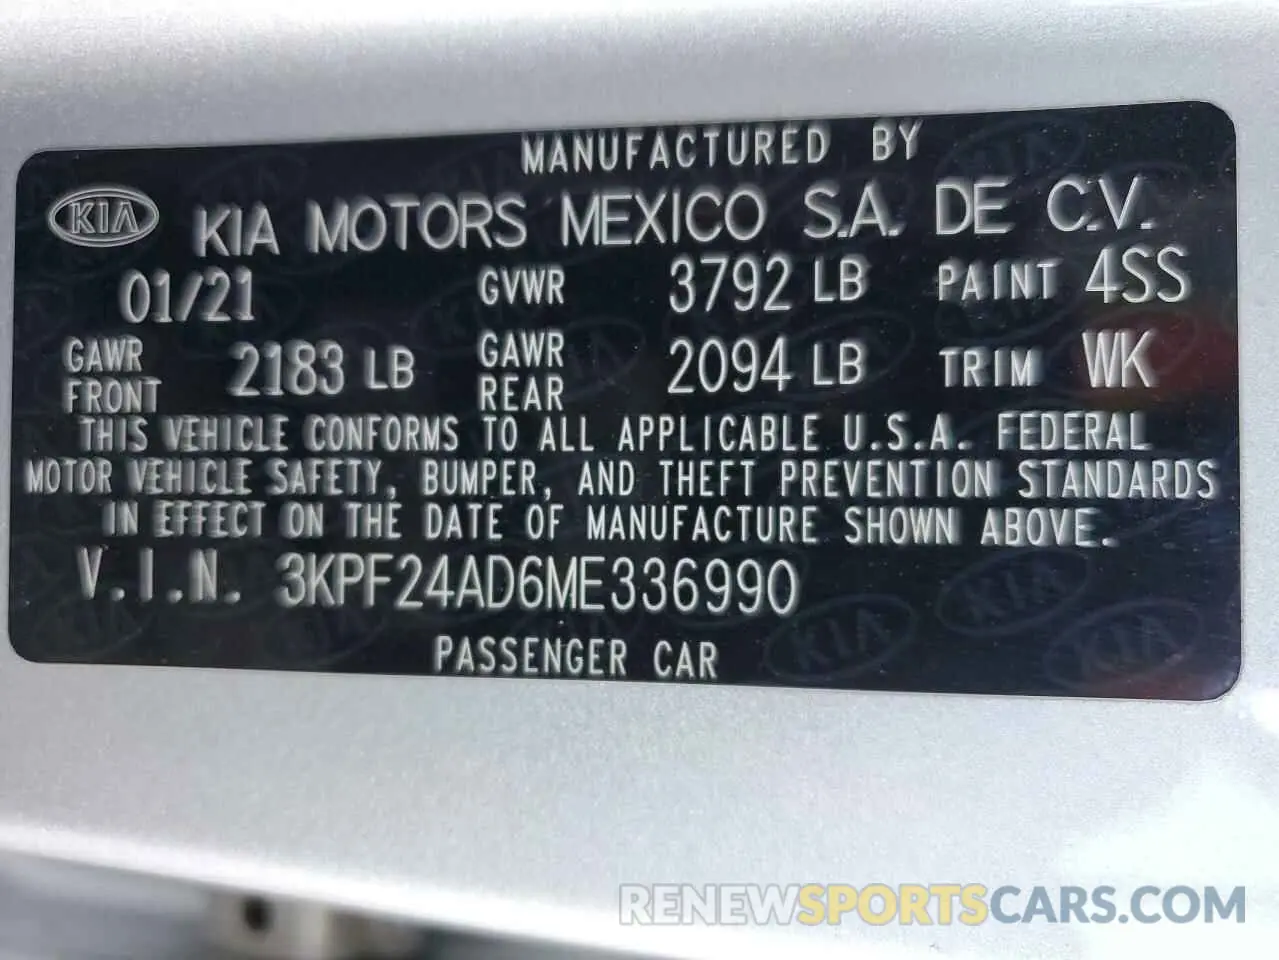 MANUFACTURED BY
KIA KIA MOTORS MEXICO S.A. DE C.V.
01/21 GVWR 3792 LB PAINT 4SS
GAWR FRONT 2183 LB GAWR REAR 2094 LB TRIM WK
THIS VEHICLE CONFORMS TO ALL APPLICABLE U.S.A. FEDERAL
MOTOR VEHICLE SAFETY, BUMPER, AND THEFT PREVENTION STANDARDS
IN EFFECT ON THE DATE OF MANUFACTURE SHOWN ABOVE.
V.I.N. 3KPF24AD6ME336990
PASSENGER CAR
RENEWSPORTSCARS.COM